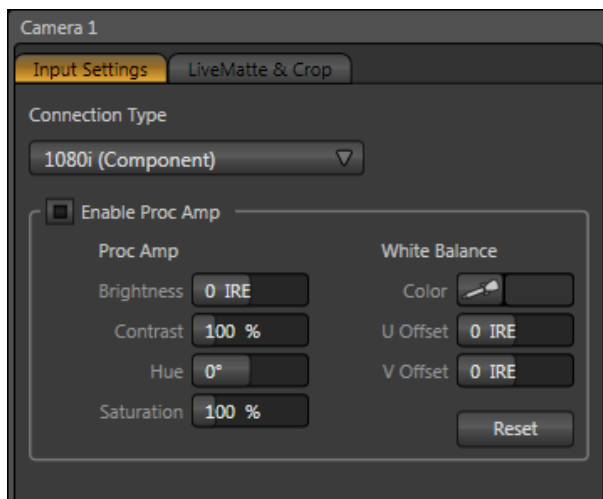 Camera 1
Input Settings
LiveMatte & Crop
Connection Type
1080i (Component)
Enable Proc Amp
Proc Amp
Brightness 0 IRE
Contrast 100 %
Hue 0°
Saturation 100 %
White Balance
Color
U Offset 0 IRE
V Offset 0 IRE
Reset